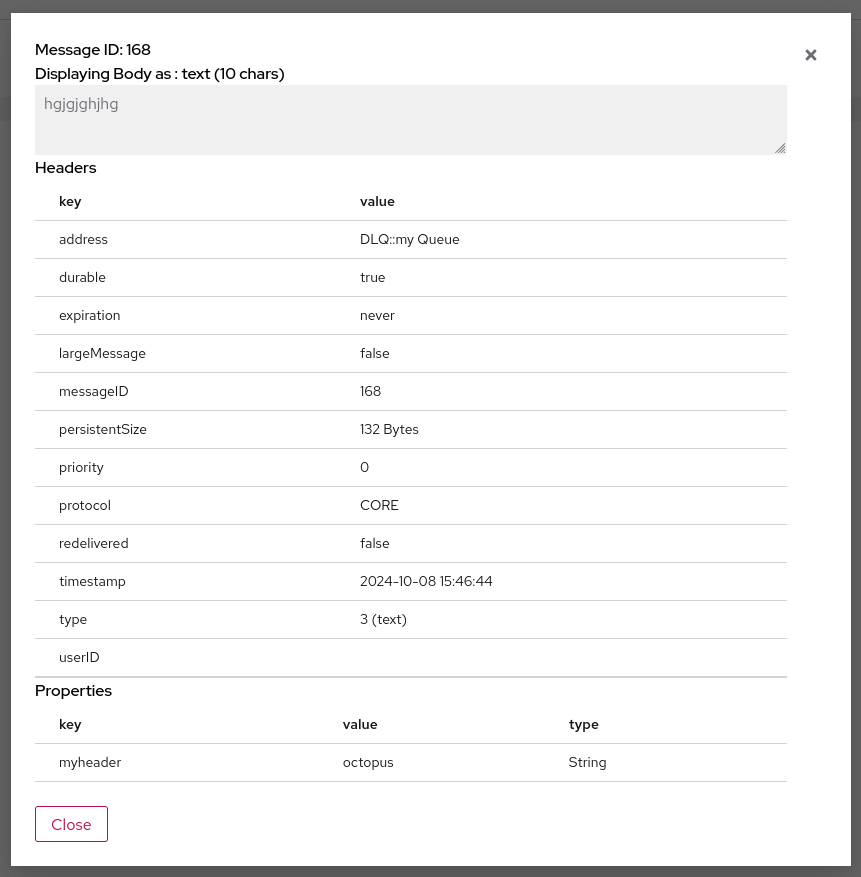 Message ID: 168
Displaying Body as : text (10 chars)
hgjgjghjhg
Headers
key value
address DLQ::my Queue
durable true
expiration never
largeMessage false
messageID 168
persistentSize 132 Bytes
priority 0
protocol CORE
redelivered false
timestamp 2024-10-08 15:46:44
type 3 (text)
userID
Properties
key value type
myheader octopus String
Close